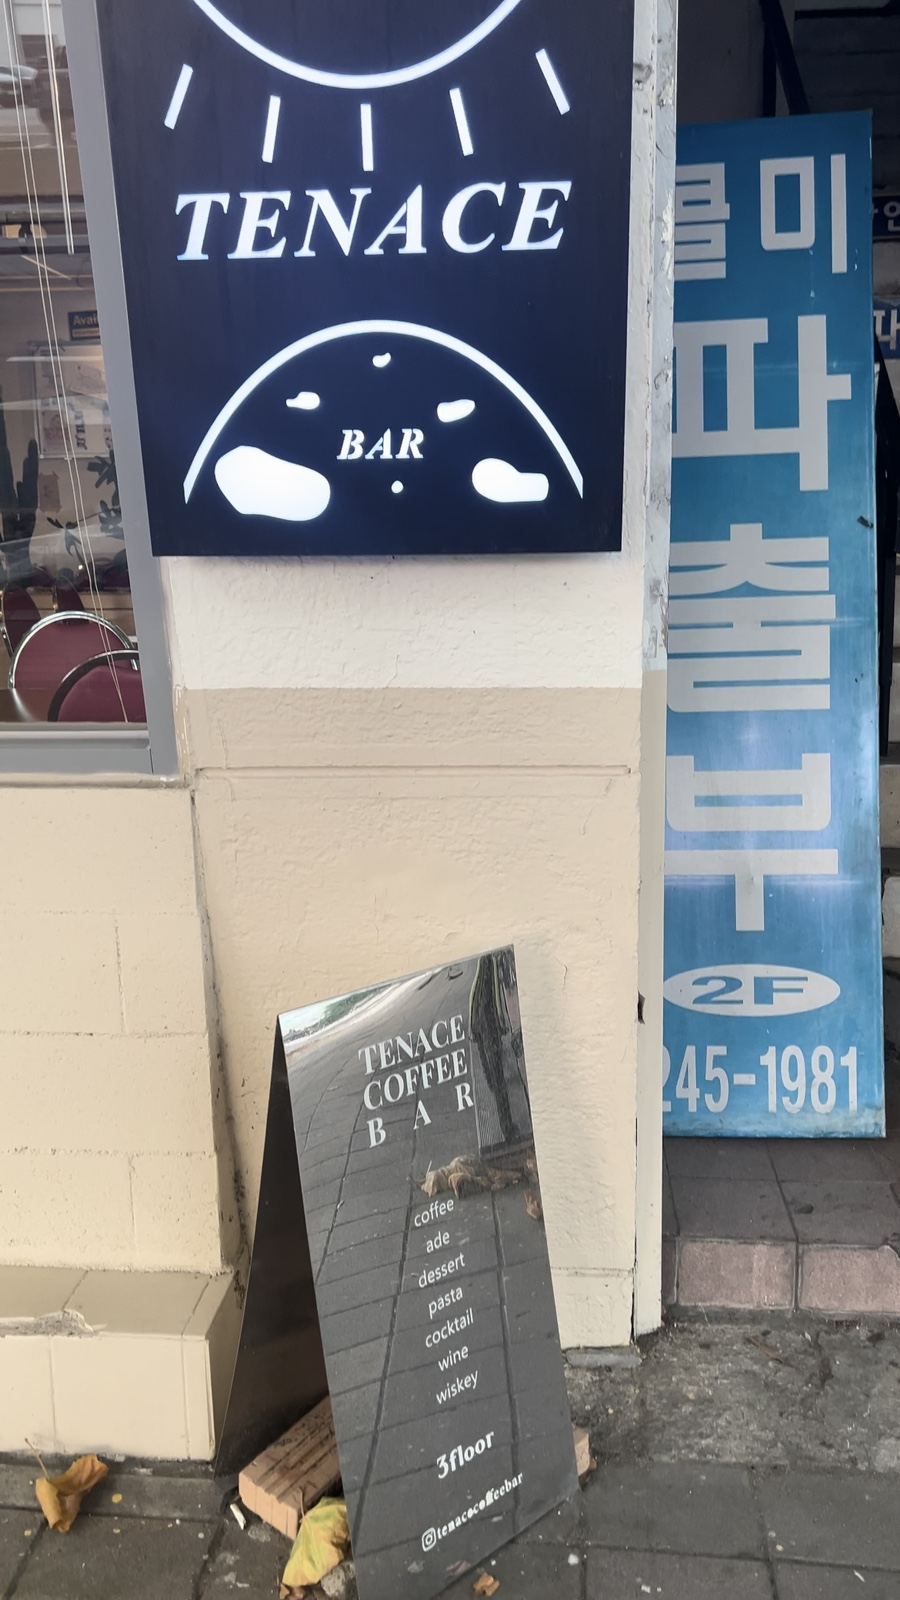 TENACE
BAR
미
파출부
2F
245-1981
TENACE
COFFEE
BAR
coffee
ade
dessert
pasta
cocktail
wine
wiskey
3floor
@tenacecoffeebar